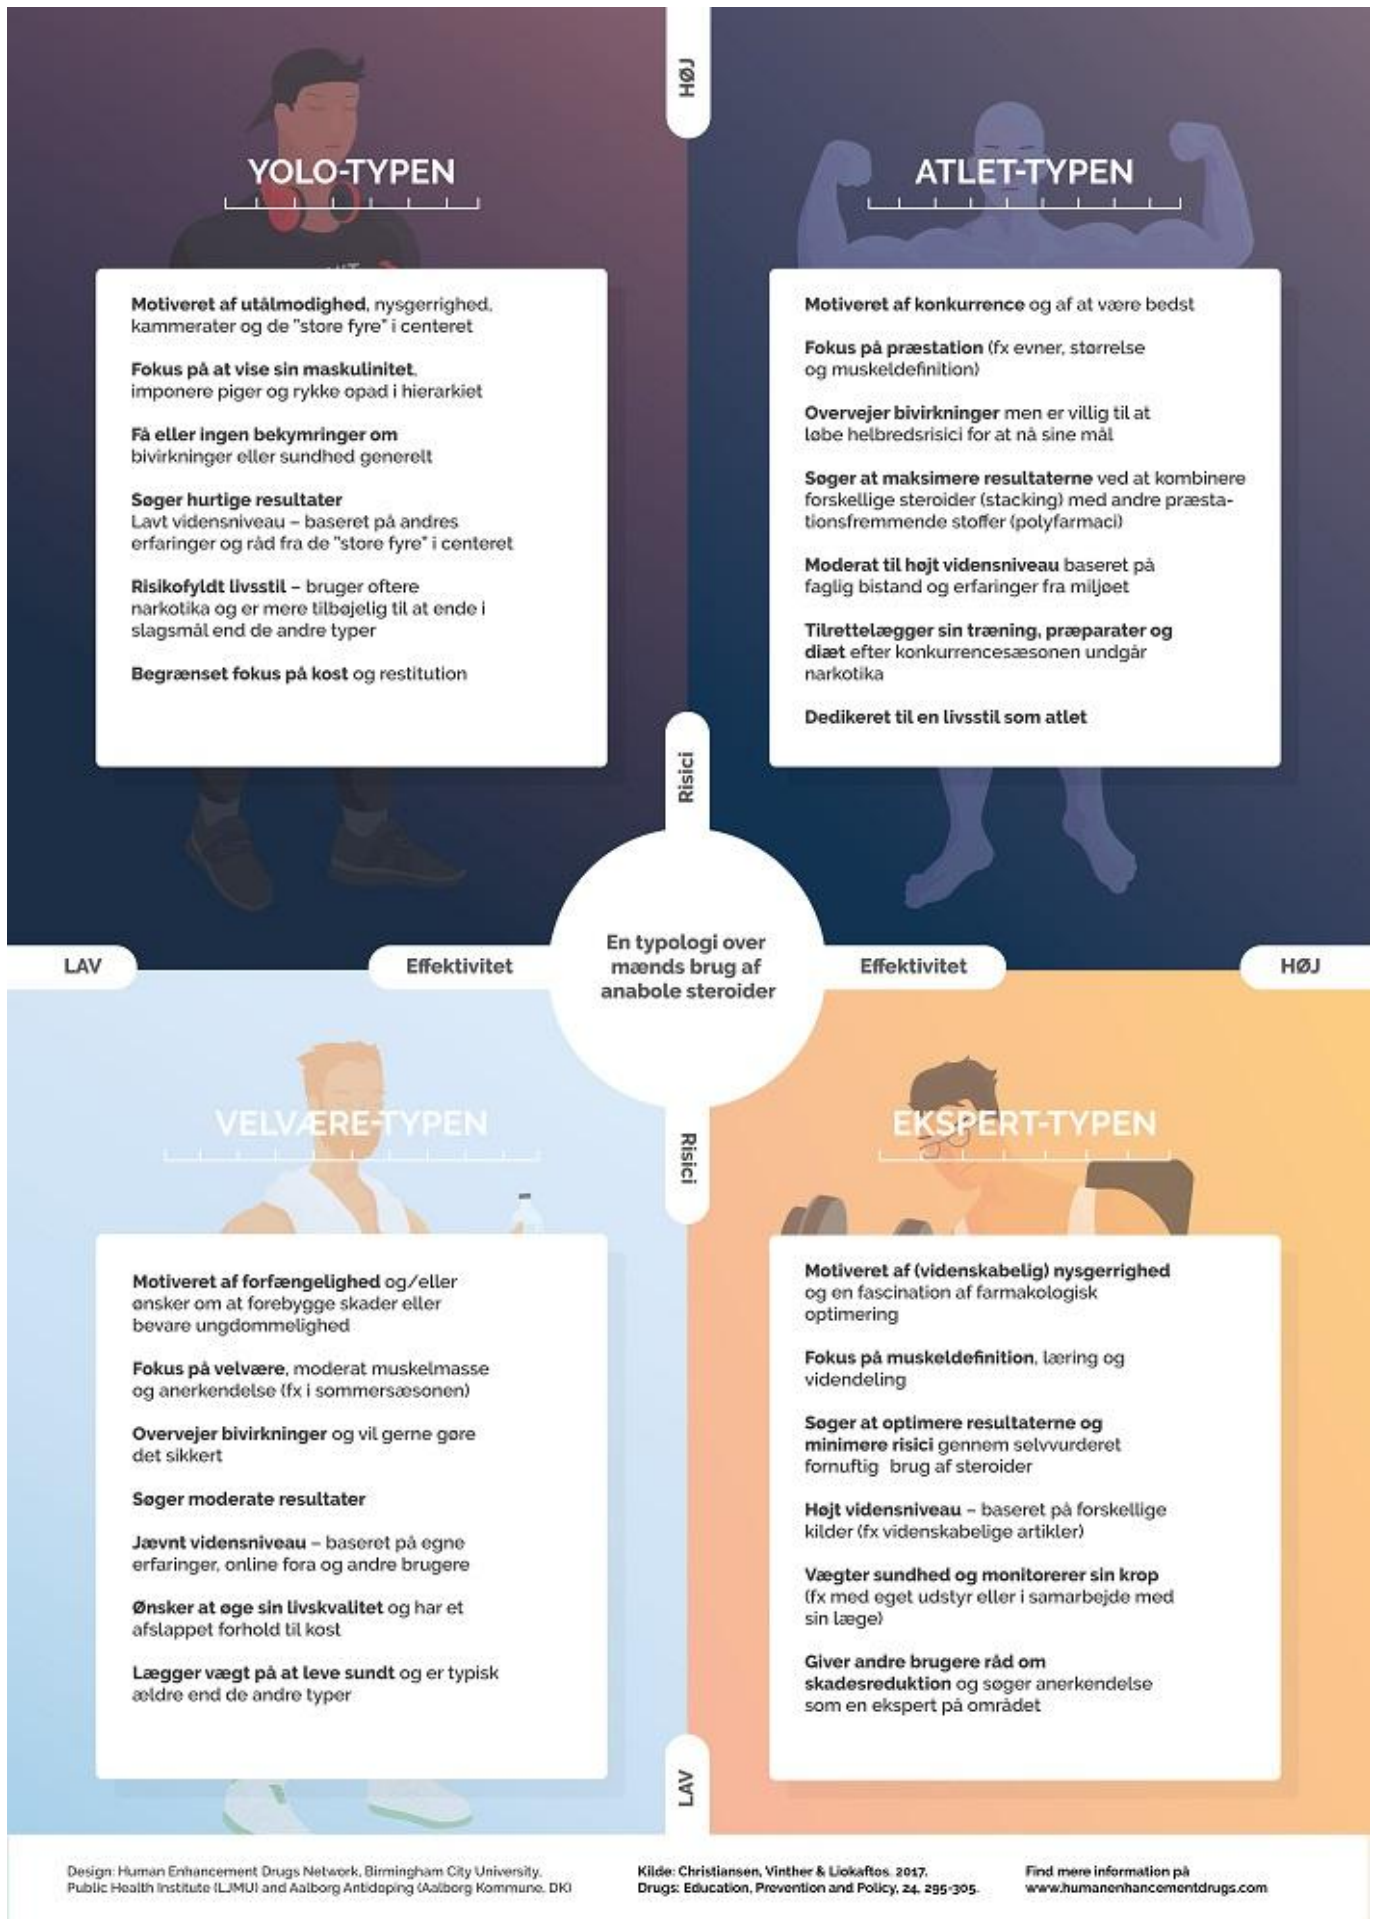 HØJ
YOLO-TYPEN
Motiveret af utålmodighed, nysgerrighed,
kammerater og de "store fyre" i centeret
Fokus på at vise sin maskulinitet,
imponere piger og rykke opad i hierarkiet
Få eller ingen bekymringer om
bivirkninger eller sundhed generelt
Søger hurtige resultater
Lavt vidensniveau – baseret på andres
erfaringer og råd fra de "store fyre" i centeret
Risikofyldt livsstil – bruger oftere
narkotika og er mere tilbøjelig til at ende i
slagsmål end de andre typer
Begrænset fokus på kost og restitution
ATLET-TYPEN
Motiveret af konkurrence og af at være bedst
Fokus på præstation (fx evner, størrelse
og muskeldefinition)
Overvejer bivirkninger men er villig til at
løbe helbredsrisici for at nå sine mål
Søger at maksimere resultaterne ved at kombinere
forskellige steroider (stacking) med andre præsta-
tionsfremmende stoffer (polyfarmaci)
Moderat til højt vidensniveau baseret på
faglig bistand og erfaringer fra miljøet
Tilrettelægger sin træning, præparater og
diæt efter konkurrencesæsonen undgår
narkotika
Dedikeret til en livsstil som atlet
Risici
LAV
Effektivitet
En typologi over
mænds brug af
anabole steroider
Effektivitet
HØJ
Risici
VELVÆRE-TYPEN
Motiveret af forfængelighed og/eller
ønsker om at forebygge skader eller
bevare ungdommelighed
Fokus på velvære, moderat muskelmasse
og anerkendelse (fx i sommersæsonen)
Overvejer bivirkninger og vil gerne gøre
det sikkert
Søger moderate resultater
Jævnt vidensniveau – baseret på egne
erfaringer, online fora og andre brugere
Ønsker at øge sin livskvalitet og har et
afslappet forhold til kost
Lægger vægt på at leve sundt og er typisk
ældre end de andre typer
EKSPERT-TYPEN
Motiveret af (videnskabelig) nysgerrighed
og en fascination af farmakologisk
optimering
Fokus på muskeldefinition, læring og
videndeling
Søger at optimere resultaterne og
minimere risici gennem selvvurderet
fornuftig brug af steroider
Højt vidensniveau – baseret på forskellige
kilder (fx videnskabelige artikler)
Vægter sundhed og monitorerer sin krop
(fx med eget udstyr eller i samarbejde med
sin læge)
Giver andre brugere råd om
skadesreduktion og søger anerkendelse
som en ekspert på området
LAV
Design: Human Enhancement Drugs Network, Birmingham City University,
Public Health Institute (LJMU) and Aalborg Antidoping (Aalborg Kommune, DK)
Kilde: Christiansen, Vinther & Liokaftos. 2017.
Drugs: Education, Prevention and Policy, 24, 295-305.
Find mere information på
www.humanenhancementdrugs.com